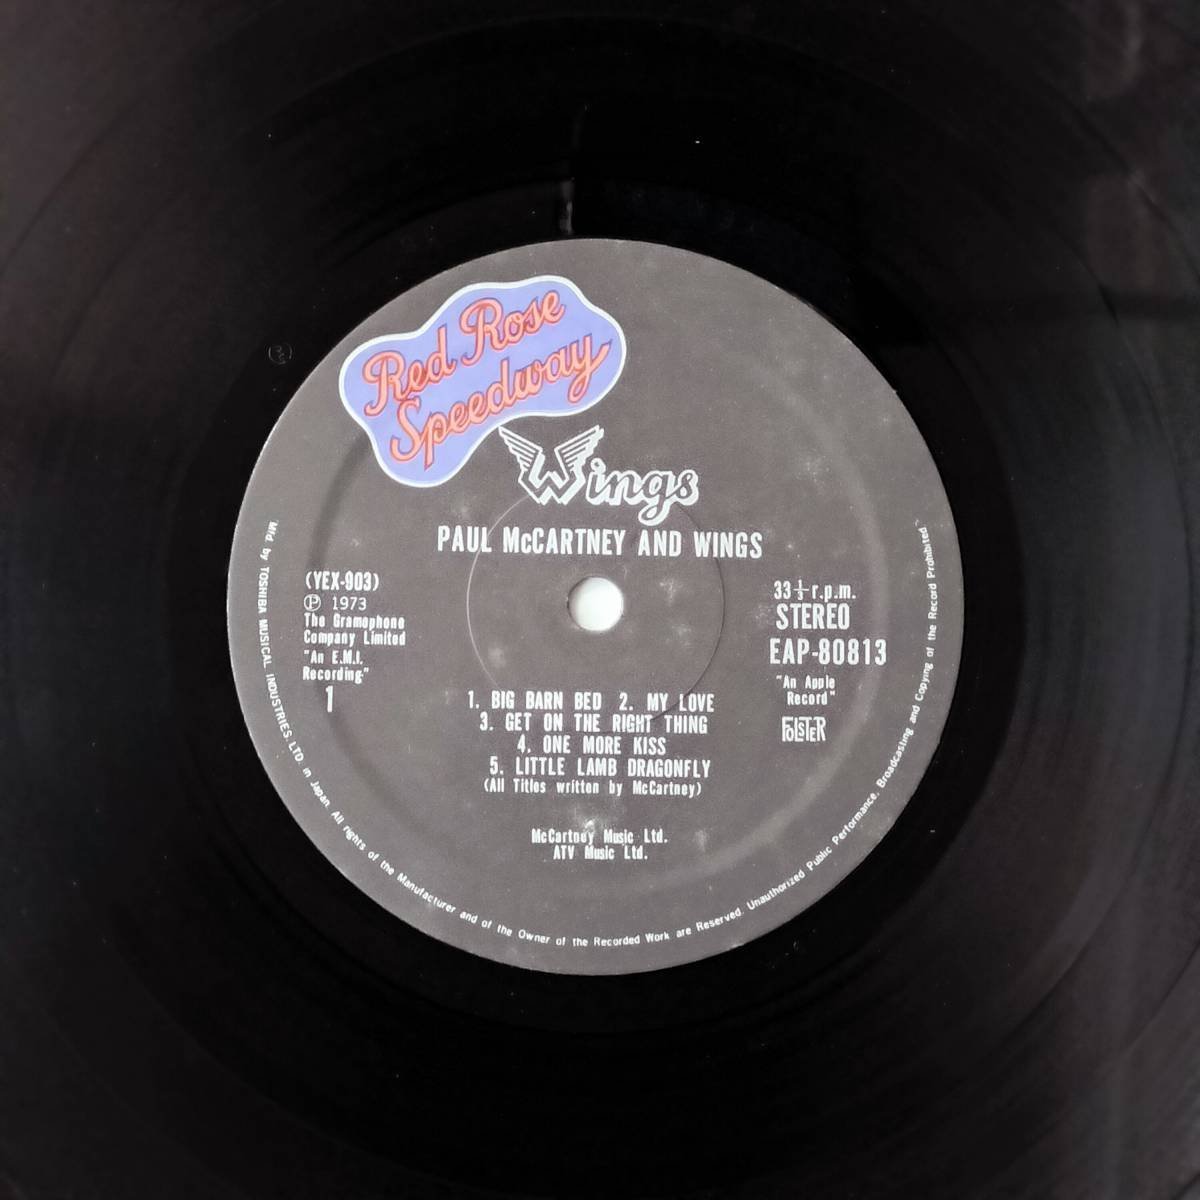 Red Rose
Speedway
Wings
PAUL McCARTNEY AND WINGS
(YEX-903)
Ⓟ 1973
The Gramophone
Company Limited
"An E.M.I.
Recording"
1
33⅓ r.p.m.
STEREO
EAP-80813
"An Apple
Record"
FOLSTER
1. BIG BARN BED 2. MY LOVE
3. GET ON THE RIGHT THING
4. ONE MORE KISS
5. LITTLE LAMB DRAGONFLY
(All Titles written by McCartney)
McCartney Music Ltd.
ATV Music Ltd.
Mfd. by TOSHIBA MUSICAL INDUSTRIES, LTD. in Japan. All rights of the Manufacturer and of the Owner of the Recorded Work are Reserved. Unauthorized Public Performance, Broadcasting and Copying of the Record Prohibited